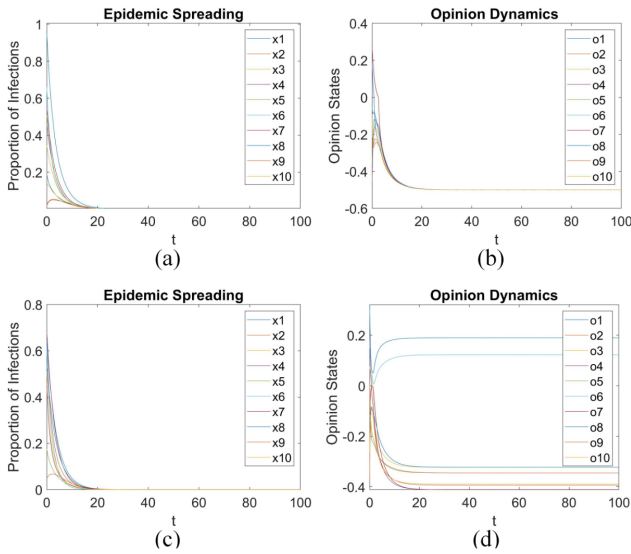 Epidemic Spreading
Proportion of Infections
1
0.8
0.6
0.4
0.2
0 20 40 60 80 100
t
x1
x2
x3
x4
x5
x6
x7
x8
x9
x10
(a)
Opinion Dynamics
Opinion States
0.4
0.2
0
-0.2
-0.4
-0.6
0 20 40 60 80 100
t
o1
o2
o3
o4
o5
o6
o7
o8
o9
o10
(b)
Epidemic Spreading
Proportion of Infections
0.8
0.6
0.4
0.2
0
0 20 40 60 80 100
t
x1
x2
x3
x4
x5
x6
x7
x8
x9
x10
(c)
Opinion Dynamics
Opinion States
0.2
0
-0.2
-0.4
0 20 40 60 80 100
t
o1
o2
o3
o4
o5
o6
o7
o8
o9
o10
(d)